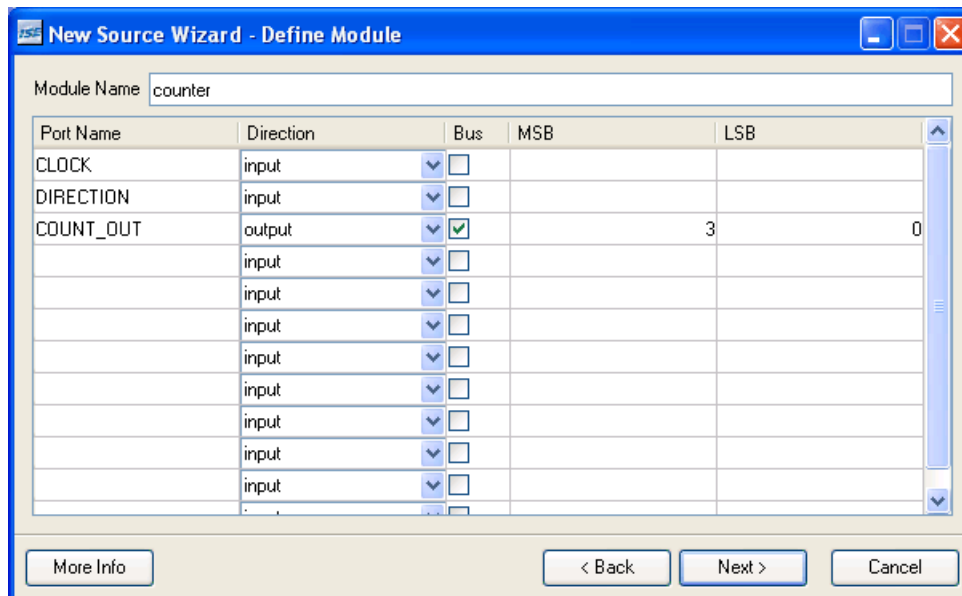 ISE New Source Wizard - Define Module
Module Name counter
Port Name Direction Bus MSB LSB
CLOCK input
DIRECTION input
COUNT_OUT output 3 0
input
input
input
input
input
input
input
input
More Info < Back Next > Cancel